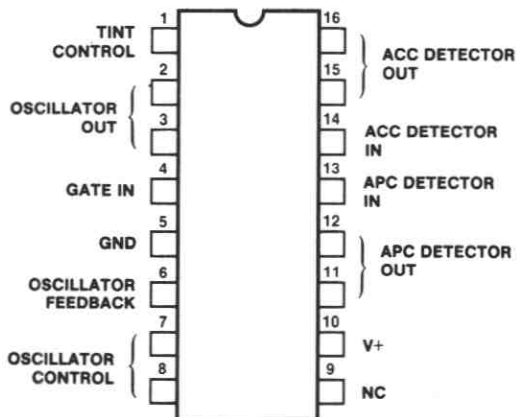 1
TINT
CONTROL
2
OSCILLATOR
OUT
3
4
GATE IN
5
GND
6
OSCILLATOR
FEEDBACK
7
OSCILLATOR
CONTROL
8
16
ACC DETECTOR
OUT
15
14
ACC DETECTOR
IN
13
APC DETECTOR
IN
12
APC DETECTOR
OUT
11
10
V+
9
NC